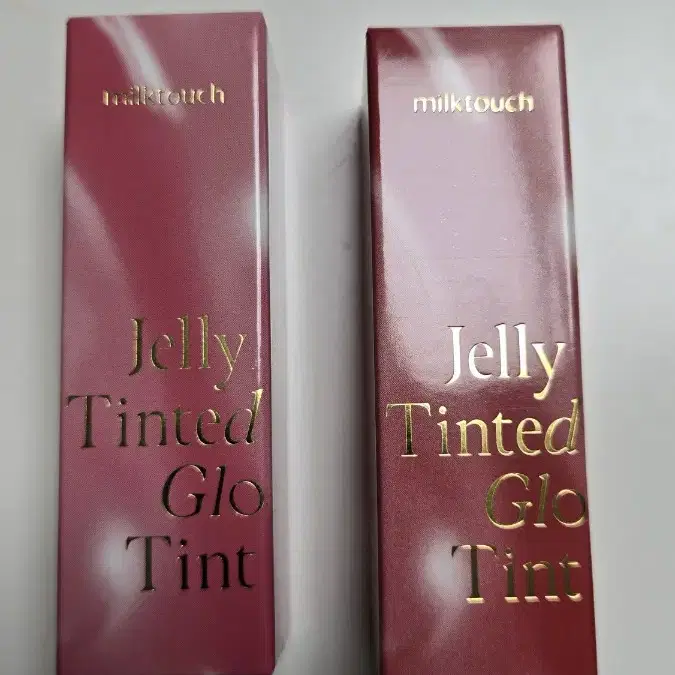 milktouch
Jelly
Tinted
Glo
Tint
milktouch
Jelly
Tinted
Glo
Tint